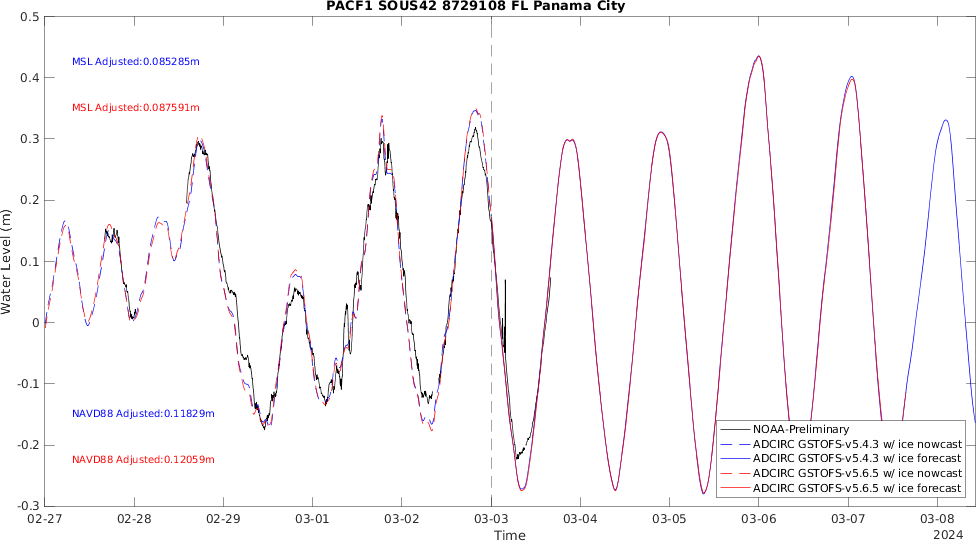 PACF1 SOUS42 8729108 FL Panama City
0.5
0.4
0.3
0.2
0.1
0
-0.1
-0.2
-0.3
Water Level (m)
MSL Adjusted:0.085285m
MSL Adjusted:0.087591m
NAVD88 Adjusted:0.11829m
NAVD88 Adjusted:0.12059m
NOAA-Preliminary
ADCIRC GSTOFS-v5.4.3 w/ ice nowcast
ADCIRC GSTOFS-v5.4.3 w/ ice forecast
ADCIRC GSTOFS-v5.6.5 w/ ice nowcast
ADCIRC GSTOFS-v5.6.5 w/ ice forecast
02-27 02-28 02-29 03-01 03-02 03-03 03-04 03-05 03-06 03-07 03-08
Time
2024